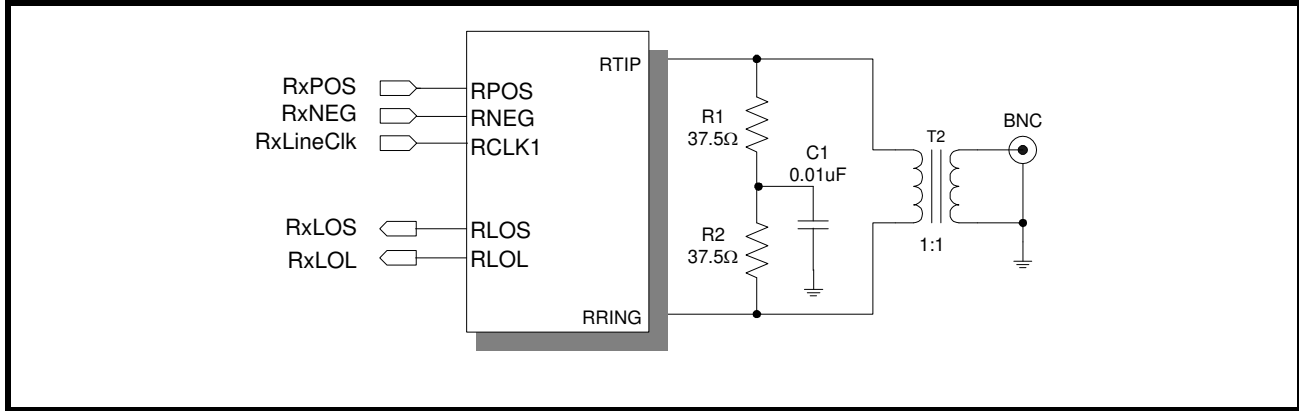 RxPOS
RxNEG
RxLineClk
RxLOS
RxLOL
RPOS
RNEG
RCLK1
RLOS
RLOL
RTIP
RRING
R1
37.5Ω
C1
0.01uF
R2
37.5Ω
T2
1:1
BNC